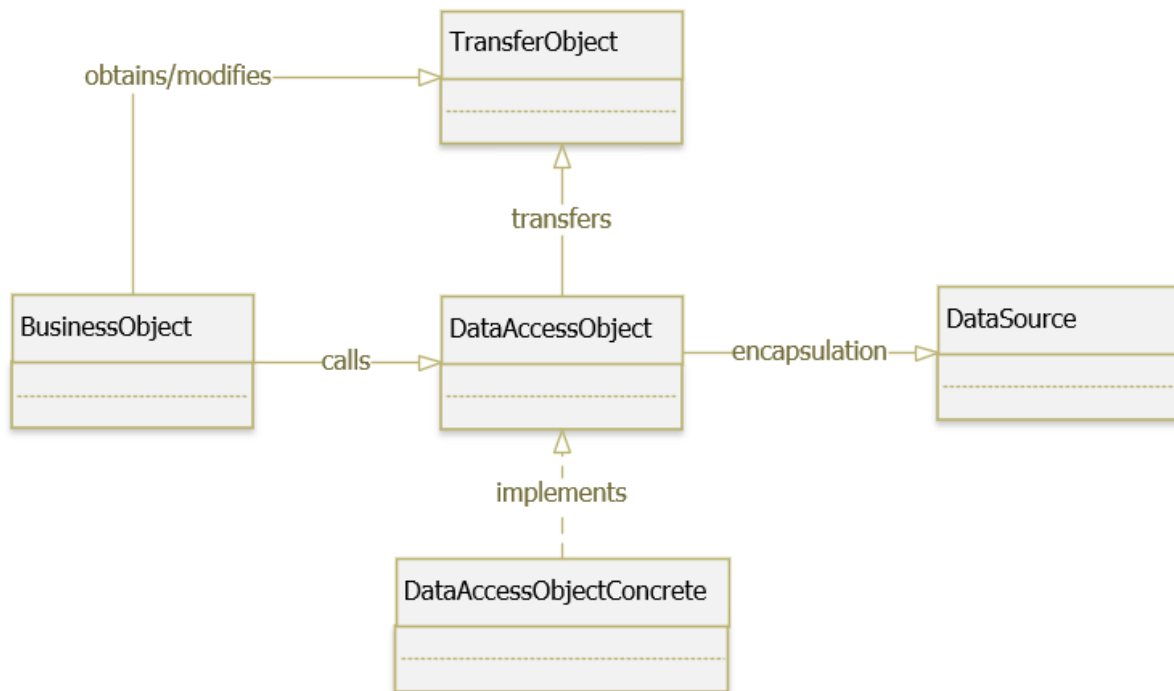 TransferObject
obtains/modifies
transfers
BusinessObject
DataAccessObject
DataSource
calls
encapsulation
implements
DataAccessObjectConcrete